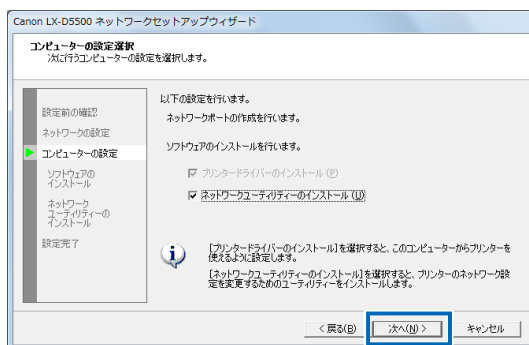 Canon LX-D5500 ネットワークセットアップウィザード
コンピューターの設定選択
次に行うコンピューターの設定を選択します。
設定前の確認
ネットワークの設定
コンピューターの設定
ソフトウェアの
インストール
ネットワーク
ユーティリティーの
インストール
設定完了
以下の設定を行います。
ネットワークポートの作成を行います。
ソフトウェアのインストールを行います。
プリンタードライバーのインストール (P)
ネットワークユーティリティーのインストール (U)
[プリンタードライバーのインストール]を選択すると、このコンピューターからプリンターを
使えるように設定します。
[ネットワークユーティリティーのインストール]を選択すると、プリンターのネットワーク設
定を変更するためのユーティリティーをインストールします。
< 戻る(B)
次へ(N) >
キャンセル